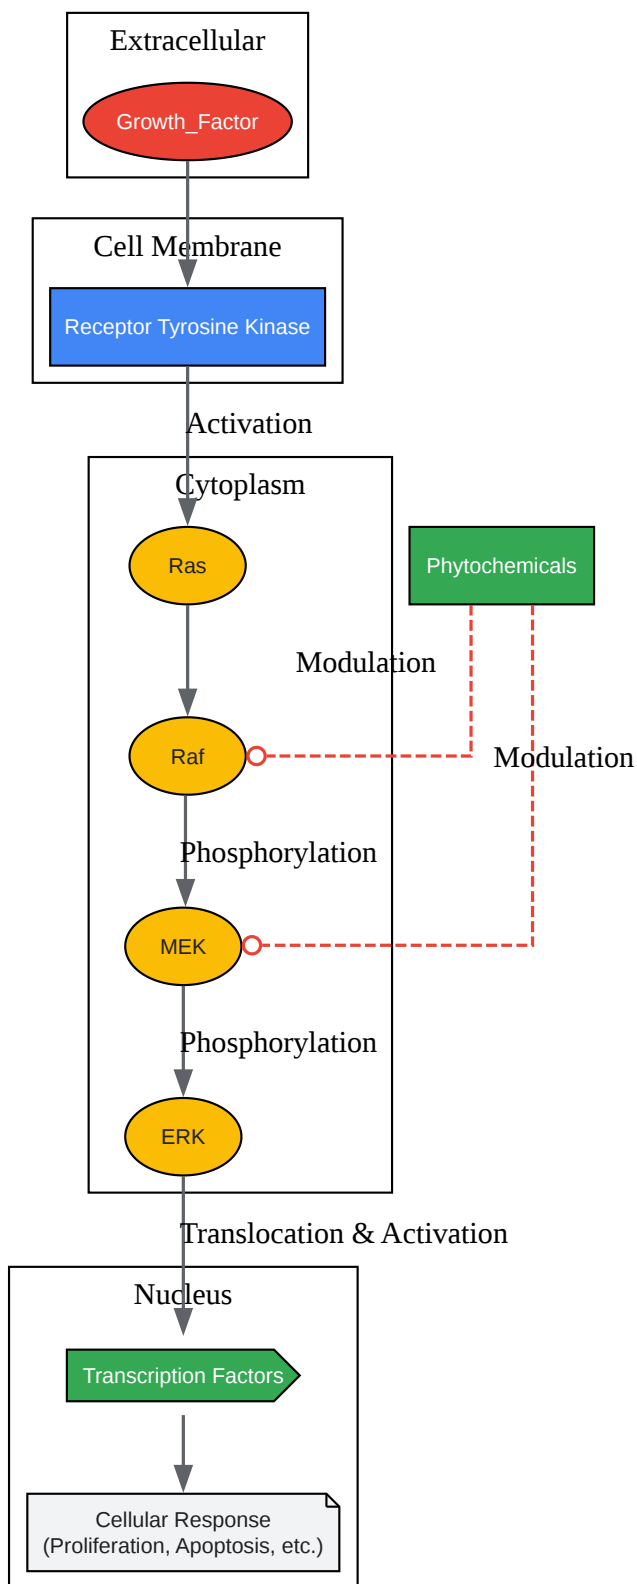 Extracellular
Growth_Factor
Cell Membrane
Receptor Tyrosine Kinase
Activation
Cytoplasm
Ras
Phytochemicals
Modulation
Raf
Modulation
Phosphorylation
MEK
Phosphorylation
ERK
Translocation & Activation
Nucleus
Transcription Factors
Cellular Response
(Proliferation, Apoptosis, etc.)